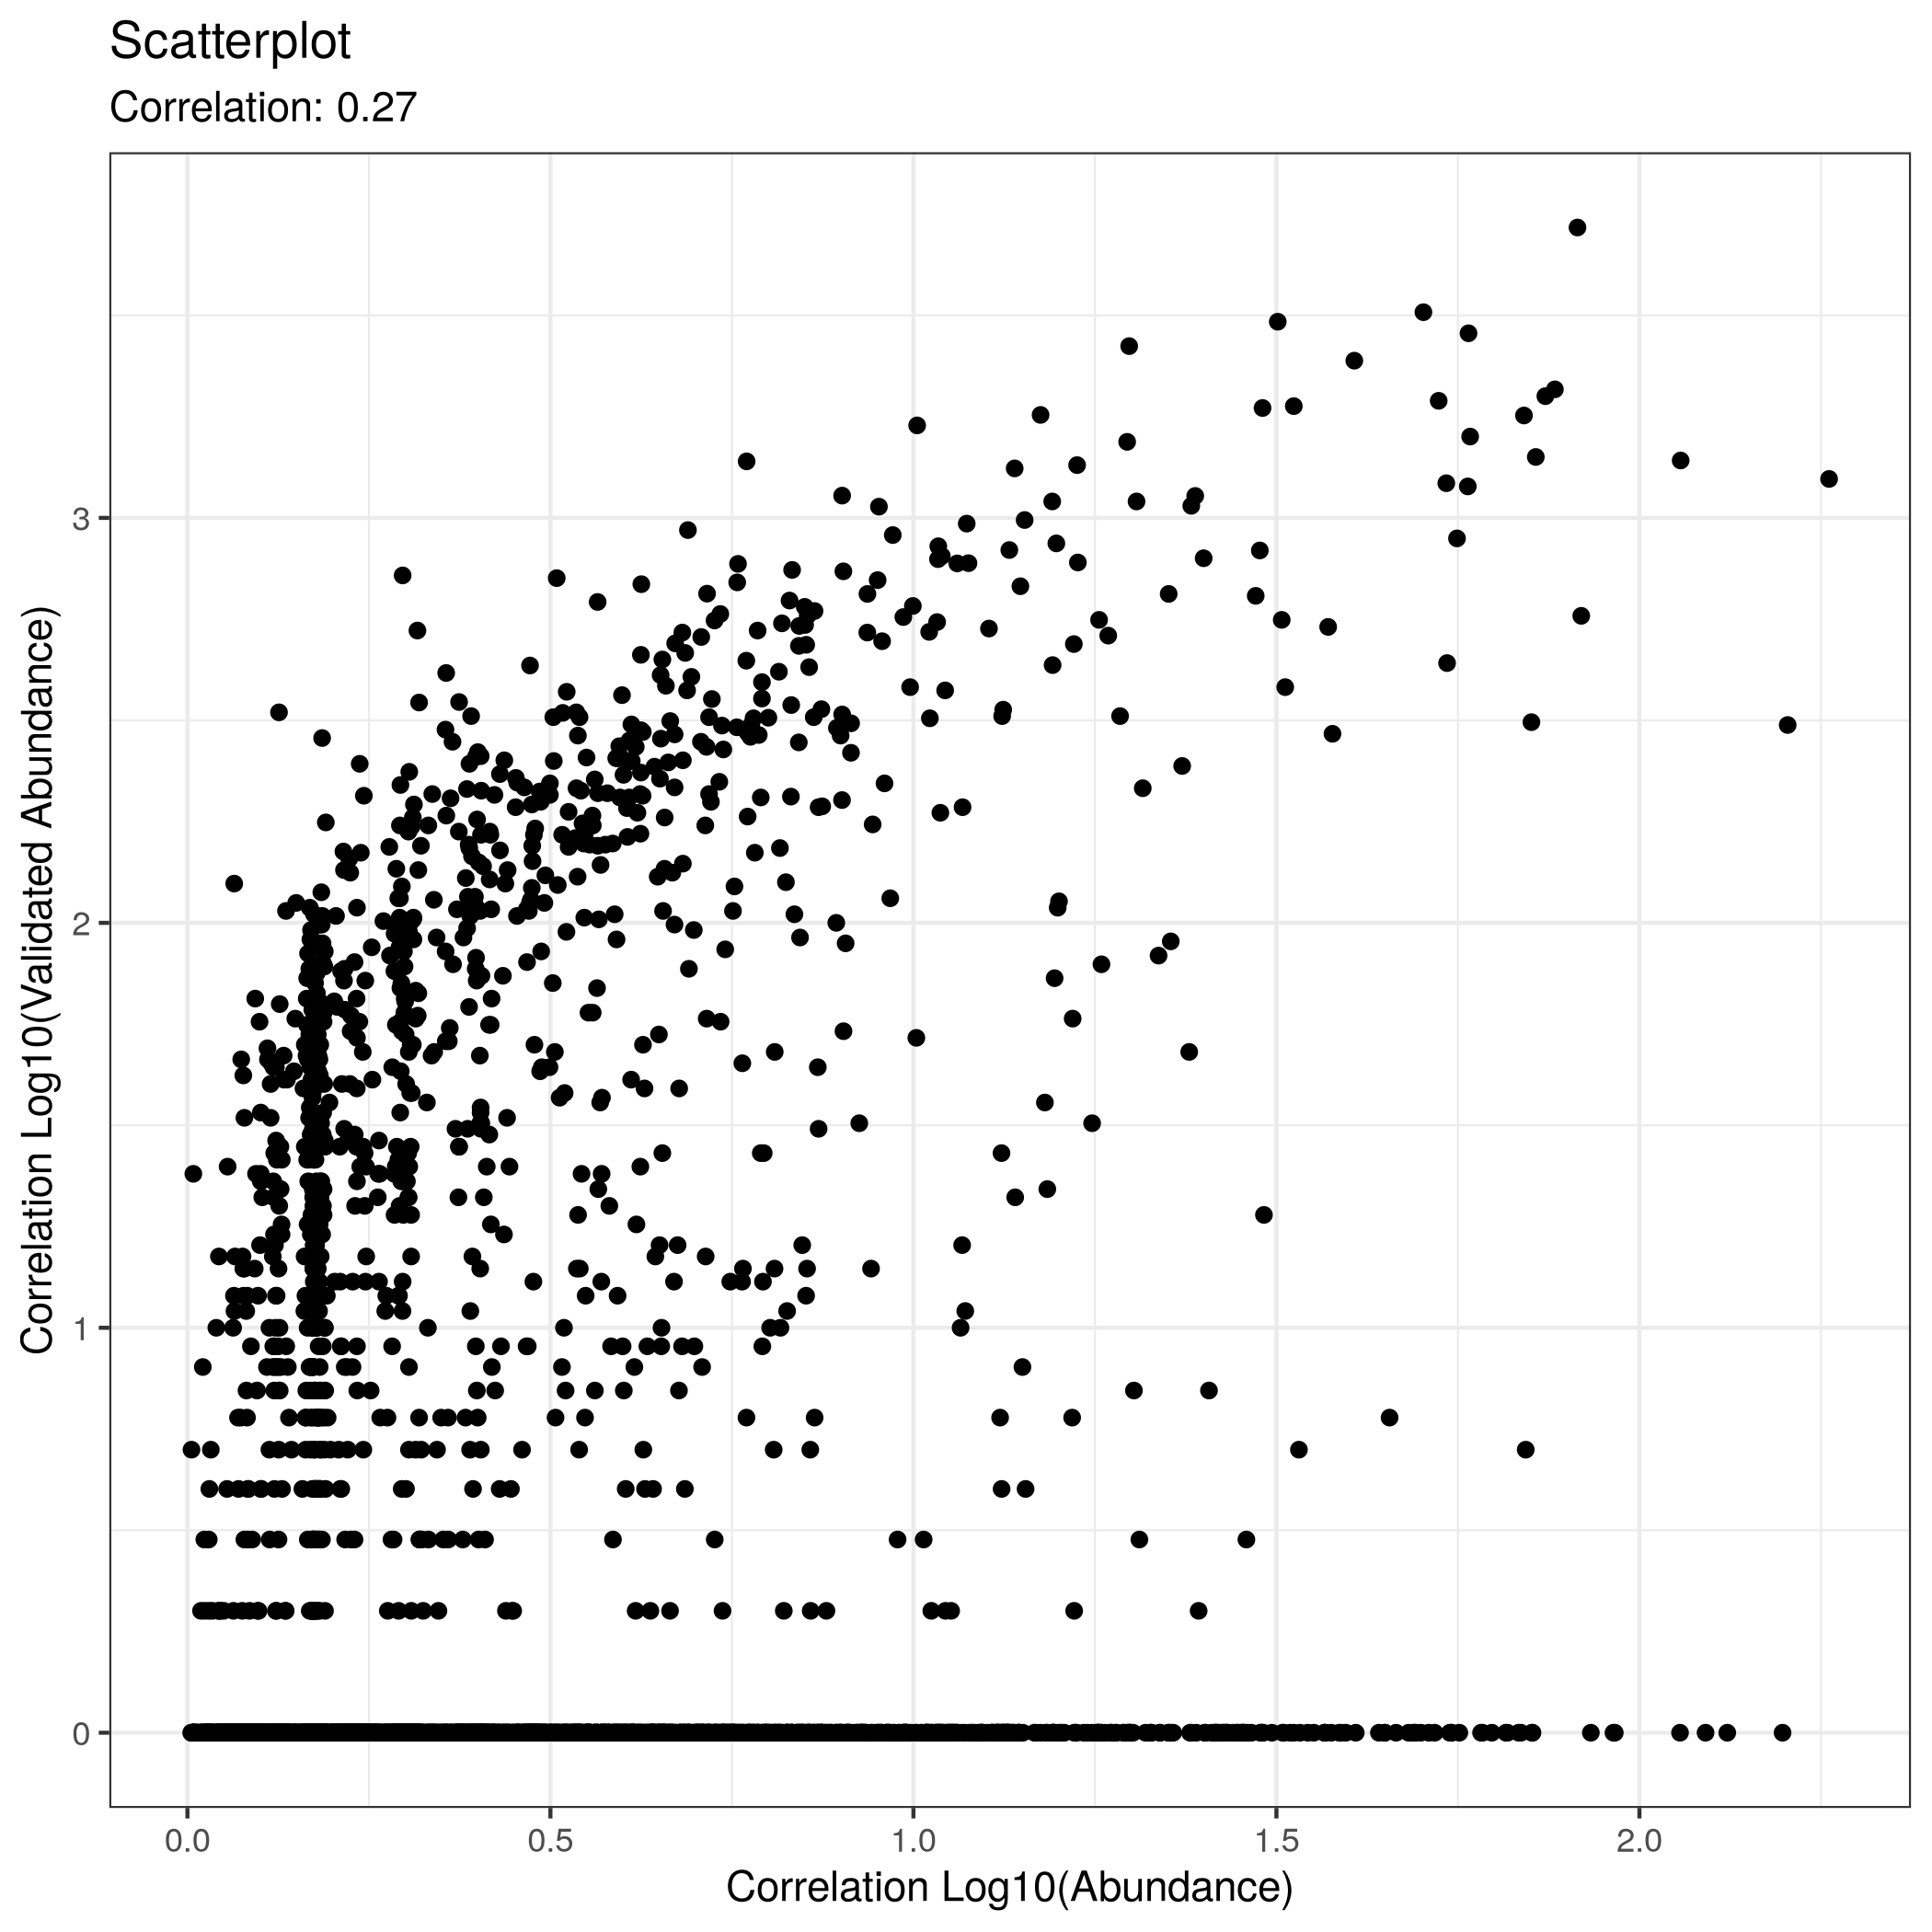 Scatterplot
Correlation: 0.27
Correlation Log10(Validated Abundance)
3
2
1
0
0.0 0.5 1.0 1.5 2.0
Correlation Log10(Abundance)